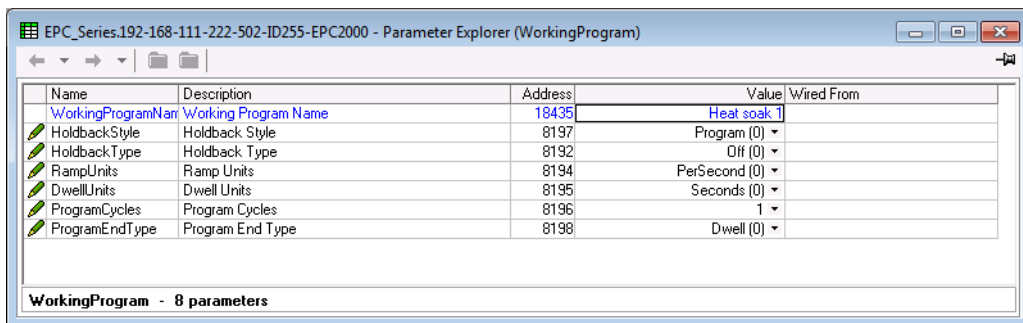 EPC_Series.192-168-111-222-502-ID255-EPC2000 - Parameter Explorer (WorkingProgram)
Name Description Address Value Wired From
WorkingProgramNam Working Program Name 18435 Heat soak 1
HoldbackStyle Holdback Style 8197 Program (0)
HoldbackType Holdback Type 8192 Off (0)
RampUnits Ramp Units 8194 PerSecond (0)
DwellUnits Dwell Units 8195 Seconds (0)
ProgramCycles Program Cycles 8196 1
ProgramEndType Program End Type 8198 Dwell (0)
WorkingProgram - 8 parameters